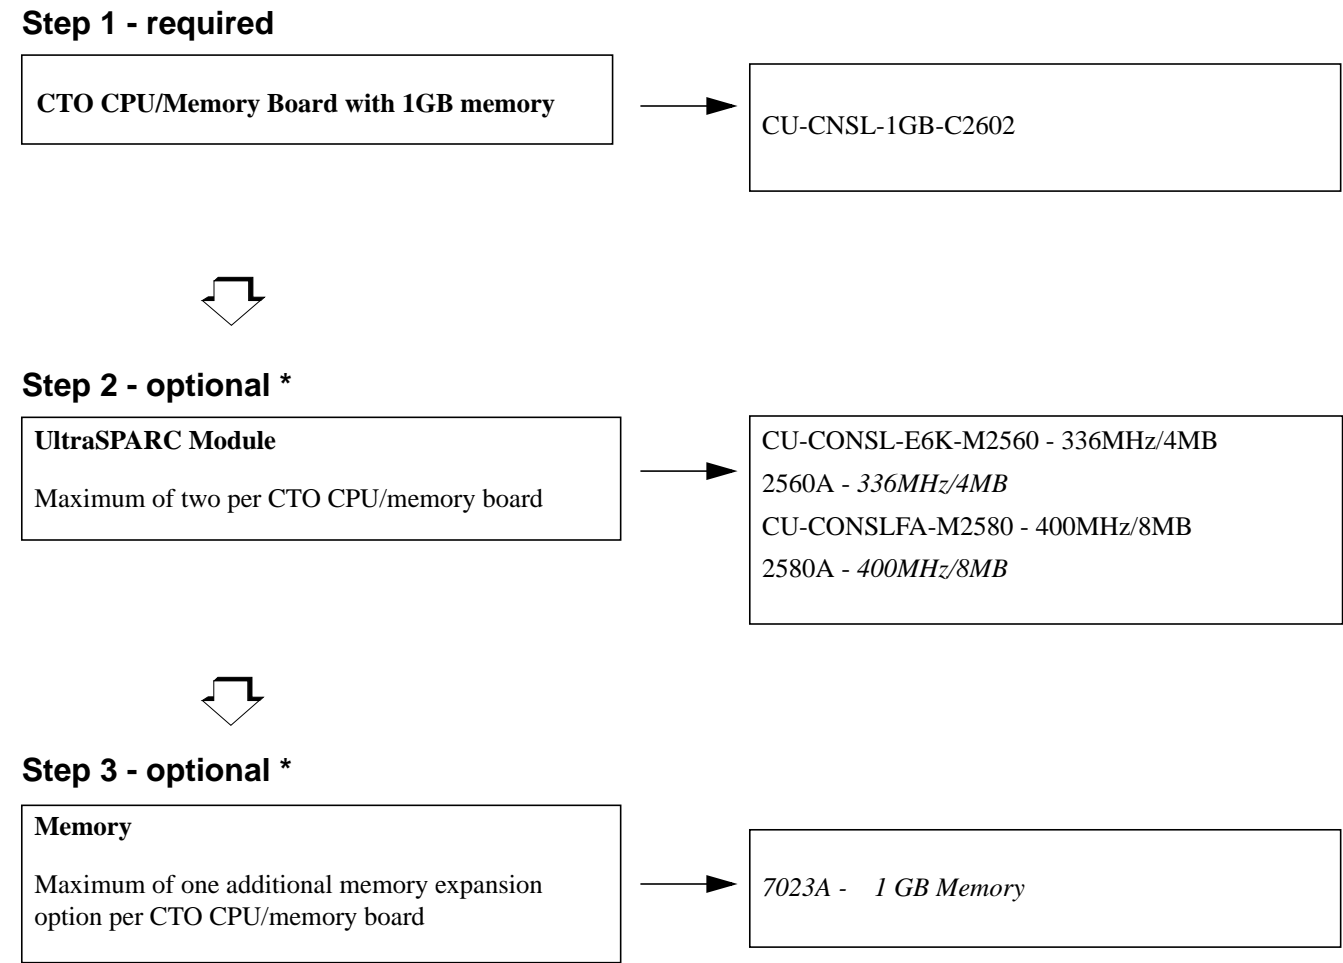 Step 1 - required
CTO CPU/Memory Board with 1GB memory
CU-CNSL-1GB-C2602
Step 2 - optional *
UltraSPARC Module
Maximum of two per CTO CPU/memory board
CU-CONSL-E6K-M2560 - 336MHz/4MB
2560A - 336MHz/4MB
CU-CONSLFA-M2580 - 400MHz/8MB
2580A - 400MHz/8MB
Step 3 - optional *
Memory
Maximum of one additional memory expansion
option per CTO CPU/memory board
7023A - 1 GB Memory